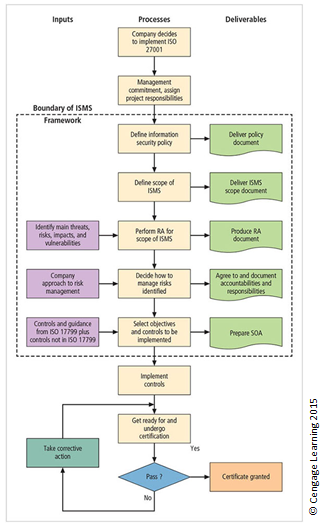 Inputs
Processes
Deliverables
Company decides
to implement ISO
27001
Management
commitment, assign
project responsibilities
Boundary of ISMS
Framework
Define information
security policy
Deliver policy
document
Define scope of
ISMS
Deliver ISMS
scope document
Identify main threats,
risks, impacts, and
vulnerabilities
Perform RA for
scope of ISMS
Produce RA
document
Company
approach to risk
management
Decide how to
manage risks
identified
Agree to and document
accountabilities and
responsibilities
Controls and guidance
from ISO 17799 plus
controls not in ISO 17799
Select objectives
and controls to be
implemented
Prepare SOA
Implement
controls
Get ready for and
undergo
certification
Yes
Take corrective
action
Pass ?
Certificate granted
No
© Cengage Learning 2015